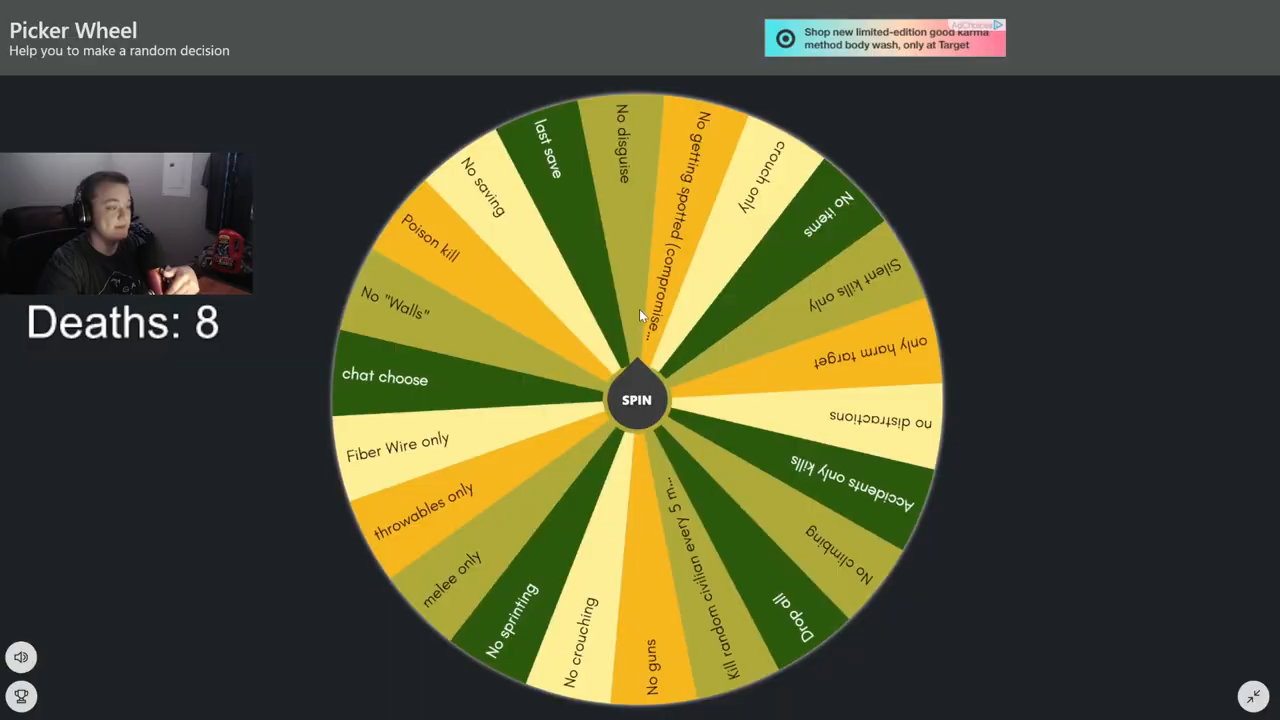 Picker Wheel
Help you to make a random decision
AdChoices
Shop new limited-edition good karma
method body wash, only at Target
Deaths: 8
No disguise
No getting spotted (compromise...
crouch only
No items
Silent kills only
only harm target
no distractions
Accidents only kills
No climbing
Drop all
Kill random civilian every 5 m...
No guns
No crouching
No sprinting
melee only
throwables only
Fiber Wire only
chat choose
No "Walls"
Poison kill
No saving
last save
SPIN